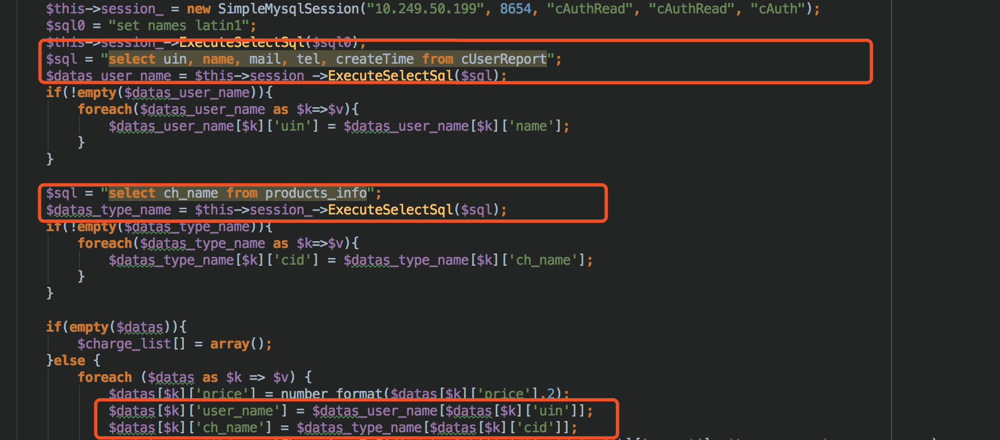 $this->session_ = new SimpleMysqlSession("10.249.50.199", 8654, "cAuthRead", "cAuthRead", "cAuth");
$sql0 = "set names latin1";
$this->session_->ExecuteSelectSql($sql0);
$sql = "select uin, name, mail, tel, createTime from cUserReport";
$datas_user_name = $this->session_->ExecuteSelectSql($sql);
if(!empty($datas_user_name)){
foreach($datas_user_name as $k=>$v){
$datas_user_name[$k]['uin'] = $datas_user_name[$k]['name'];
}
}
$sql = "select ch_name from products_info";
$datas_type_name = $this->session_->ExecuteSelectSql($sql);
if(!empty($datas_type_name)){
foreach($datas_type_name as $k=>$v){
$datas_type_name[$k]['cid'] = $datas_type_name[$k]['ch_name'];
}
}
if(empty($datas)){
$charge_list[] = array();
}else {
foreach ($datas as $k => $v) {
$datas[$k]['price'] = number_format($datas[$k]['price'],2);
$datas[$k]['user_name'] = $datas_user_name[$datas[$k]['uin']];
$datas[$k]['ch_name'] = $datas_type_name[$datas[$k]['cid']];